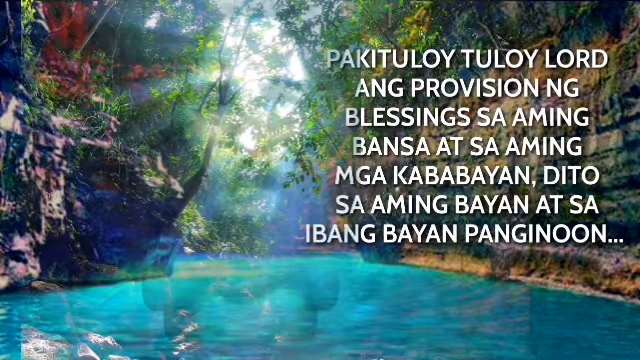 PAKITULOY TULOY LORD
ANG PROVISION NG
BLESSINGS SA AMING
BANSA AT SA AMING
MGA KABABAYAN, DITO
SA AMING BAYAN AT SA
IBANG BAYAN PANGINOON...